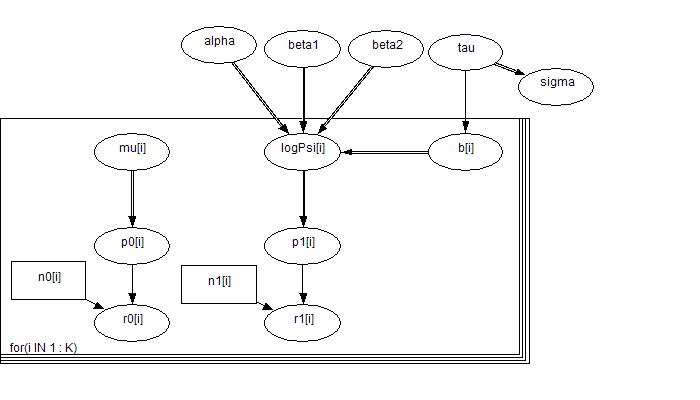 alpha
beta1
beta2
tau
sigma
mu[i]
logPsi[i]
b[i]
p0[i]
p1[i]
n0[i]
n1[i]
r0[i]
r1[i]
for(i IN 1 : K)